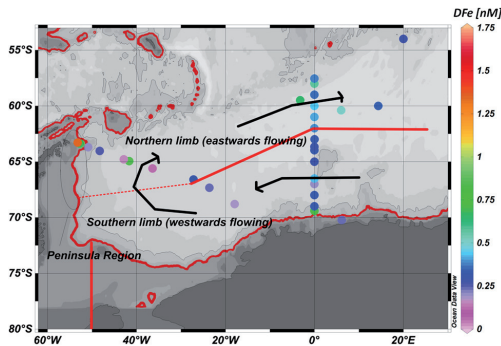 DFe [nM]
55°S
60°S
65°S
70°S
75°S
80°S
Northern limb (eastwards flowing)
Southern limb (westwards flowing)
Peninsula Region
60°W
40°W
20°W
0°
20°E
Ocean Data View
1.75
1.5
1.25
1
0.75
0.5
0.25
0